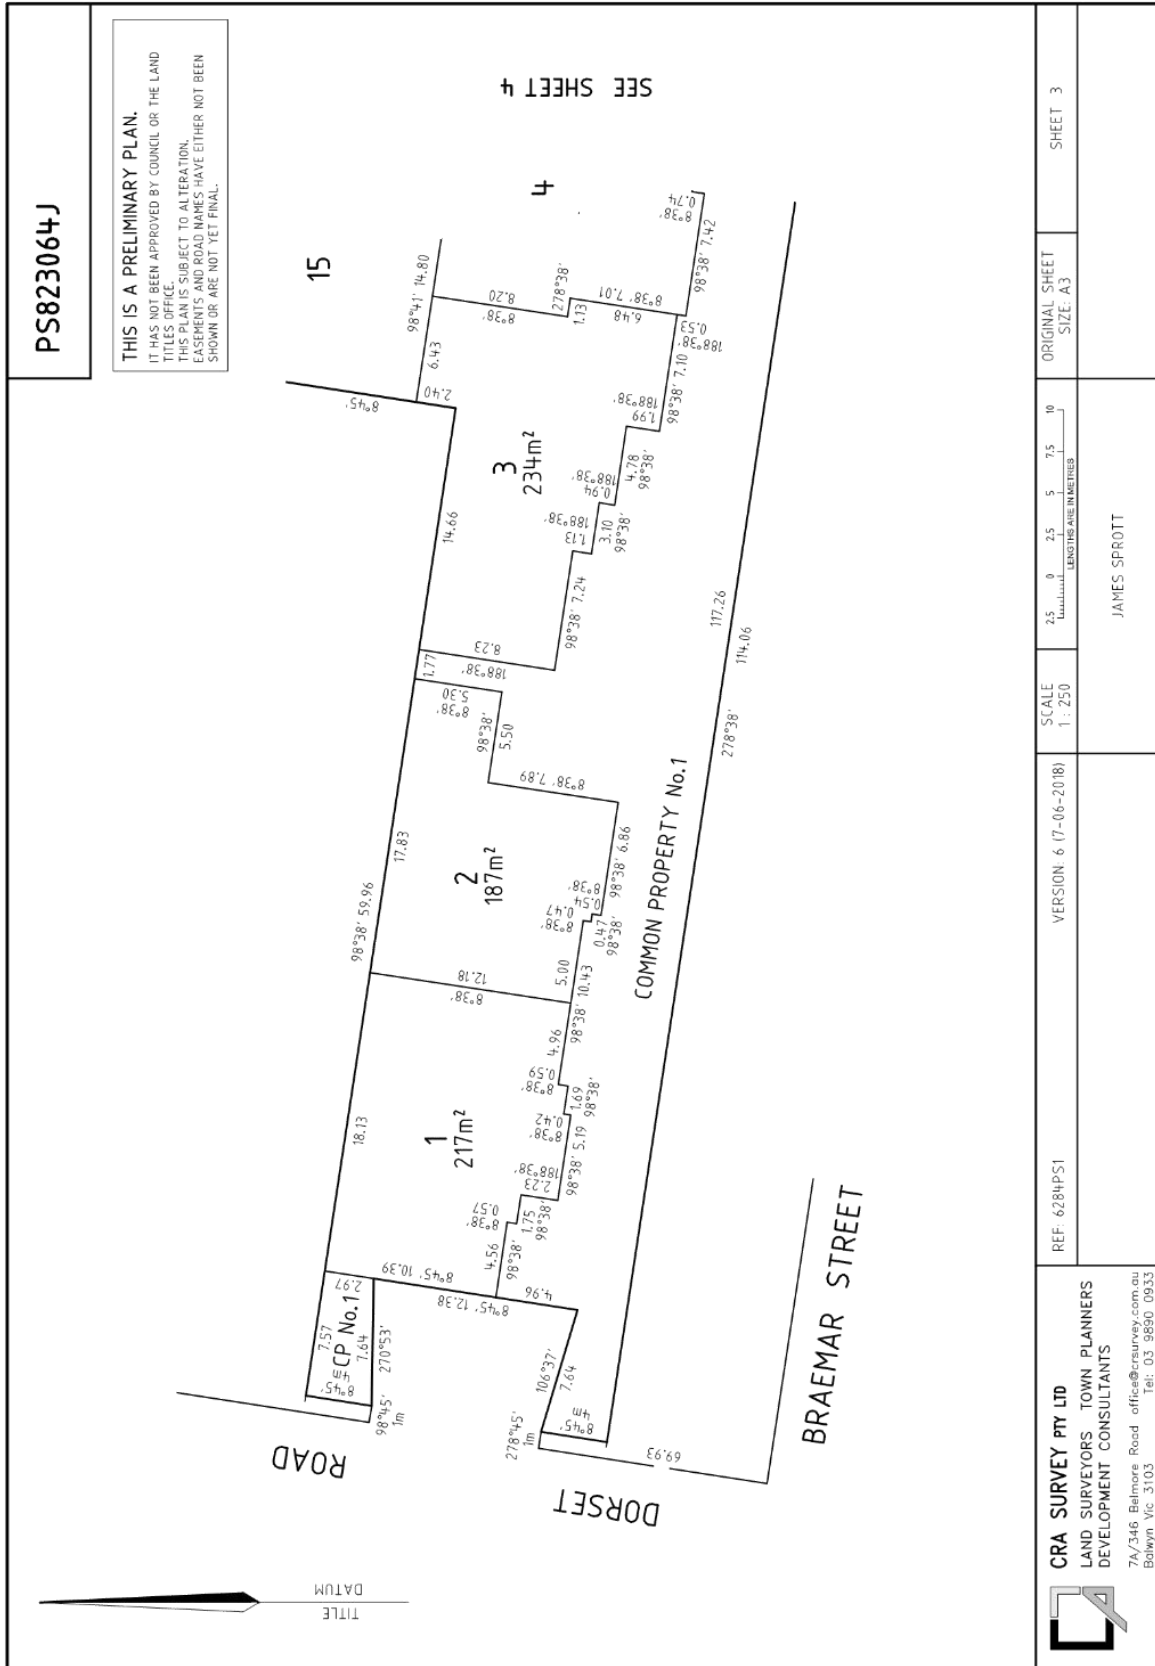 PS823064J
THIS IS A PRELIMINARY PLAN.
IT HAS NOT BEEN APPROVED BY COUNCIL OR THE LAND
TITLES OFFICE.
THIS PLAN IS SUBJECT TO ALTERATION.
EASEMENTS AND ROAD NAMES HAVE EITHER NOT BEEN
SHOWN OR ARE NOT YET FINAL.
TITLE
DATUM
ROAD
DORSET
BRAEMAR STREET
SEE SHEET 4
15
4
8°45'
98°41' 14.80
6.43
2.40
8.20
8°38'
278°38'
1.13
8°38' 7.01
6.48
0.53
188°38'
98°38' 7.42
8°38'
0.74
3
234m²
14.66
188°38'
1.99
98°38' 7.10
4.78
98°38'
188°38'
0.94
188°38'
1.13
3.10
98°38'
98°38' 7.24
8.23
188°38'
1.77
5.30
8°38'
98°38'
5.50
8°38' 7.89
2
187m²
17.83
98°38' 59.96
98°38' 6.86
8°38'
0.54
0.47
8°38'
0.47
98°38'
5.00
98°38' 10.43
12.18
8°38'
1
217m²
18.13
4.96
0.59
8°38'
1.69
98°38'
0.42
8°38'
98°38' 5.19
188°38'
2.23
0.57
8°38'
1.75
98°38'
4.56
98°38'
8°45' 10.39
8°45' 12.38
4.96
2.97
7.57
CP No.1
7.64
270°53'
4m
8°45'
98°45'
1m
106°37'
7.64
4m
8°45'
278°45'
1m
69.93
COMMON PROPERTY No.1
117.26
114.06
278°38'
CRA SURVEY PTY LTD
LAND SURVEYORS TOWN PLANNERS
DEVELOPMENT CONSULTANTS
7A/346 Belmore Road office@crsurvey.com.au
Balwyn Vic 3103 Tel: 03 9890 0933
REF: 6284PS1
VERSION: 6 (7-06-2018)
SCALE
1 : 250
2.5 0 2.5 5 7.5 10
LENGTHS ARE IN METRES
ORIGINAL SHEET
SIZE: A3
SHEET 3
JAMES SPROTT